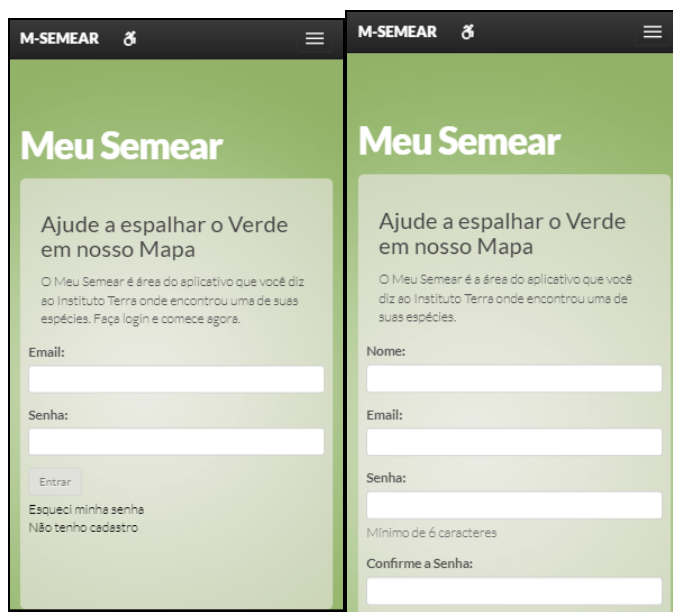 M-SEMEAR
Meu Semear
Ajude a espalhar o Verde
em nosso Mapa
O Meu Semear é área do aplicativo que você diz
ao Instituto Terra onde encontrou uma de suas
espécies. Faça login e comece agora.
Email:
Senha:
Entrar
Esqueci minha senha
Não tenho cadastro
M-SEMEAR
Meu Semear
Ajude a espalhar o Verde
em nosso Mapa
O Meu Semear é a área do aplicativo que você
diz ao Instituto Terra onde encontrou uma de
suas espécies.
Nome:
Email:
Senha:
Mínimo de 6 caracteres
Confirme a Senha: